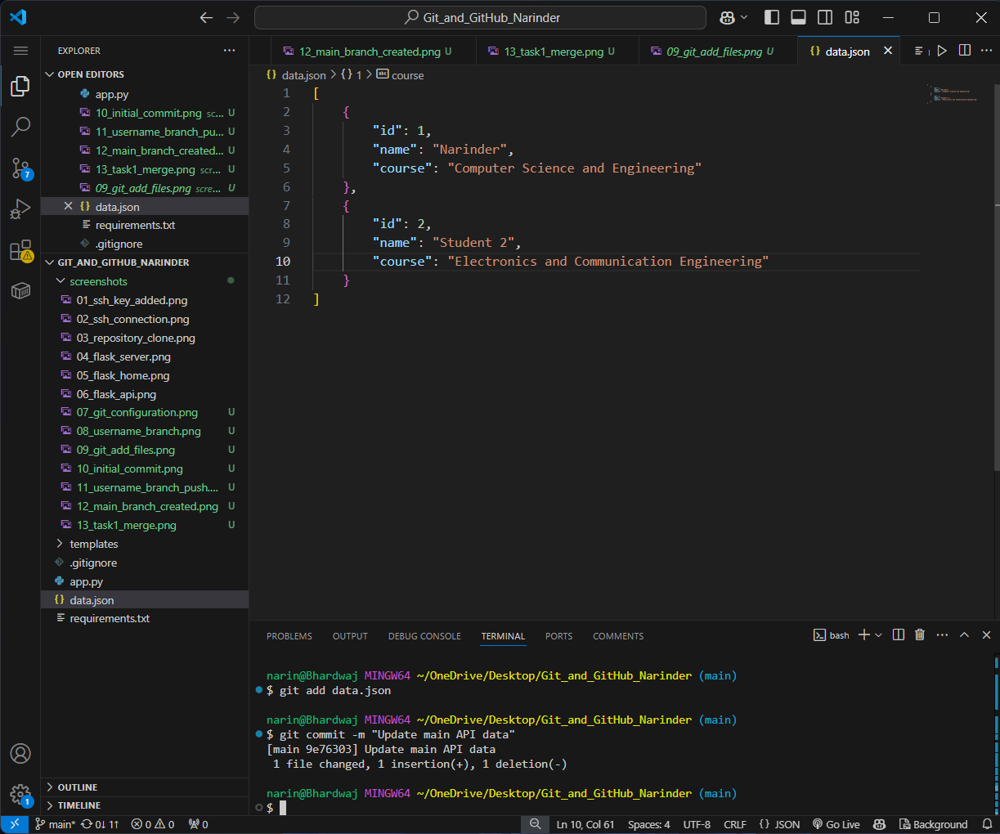 Git_and_GitHub_Narinder
EXPLORER
12_main_branch_created.png U
13_task1_merge.png U
09_git_add_files.png U
{} data.json
OPEN EDITORS
app.py
10_initial_commit.png sc... U
11_username_branch_pu... U
12_main_branch_created... U
13_task1_merge.png scr... U
09_git_add_files.png scre... U
{} data.json
requirements.txt
.gitignore
GIT_AND_GITHUB_NARINDER
screenshots
01_ssh_key_added.png
02_ssh_connection.png
03_repository_clone.png
04_flask_server.png
05_flask_home.png
06_flask_api.png
07_git_configuration.png U
08_username_branch.png U
09_git_add_files.png U
10_initial_commit.png U
11_username_branch_push.... U
12_main_branch_created.png U
13_task1_merge.png U
templates
.gitignore
app.py
{} data.json
requirements.txt
OUTLINE
TIMELINE
7
1
{} data.json > {} 1 > abc course
1 [
2 {
3 "id": 1,
4 "name": "Narinder",
5 "course": "Computer Science and Engineering"
6 },
7 {
8 "id": 2,
9 "name": "Student 2",
10 "course": "Electronics and Communication Engineering"
11 }
12 ]
PROBLEMS OUTPUT DEBUG CONSOLE TERMINAL PORTS COMMENTS
bash
narin@Bhardwaj MINGW64 ~/OneDrive/Desktop/Git_and_GitHub_Narinder (main)
$ git add data.json
narin@Bhardwaj MINGW64 ~/OneDrive/Desktop/Git_and_GitHub_Narinder (main)
$ git commit -m "Update main API data"
[main 9e76303] Update main API data
1 file changed, 1 insertion(+), 1 deletion(-)
narin@Bhardwaj MINGW64 ~/OneDrive/Desktop/Git_and_GitHub_Narinder (main)
$
main* 0↓ 1↑ 0 0 0 Ln 10, Col 61 Spaces: 4 UTF-8 CRLF {} JSON Go Live Background